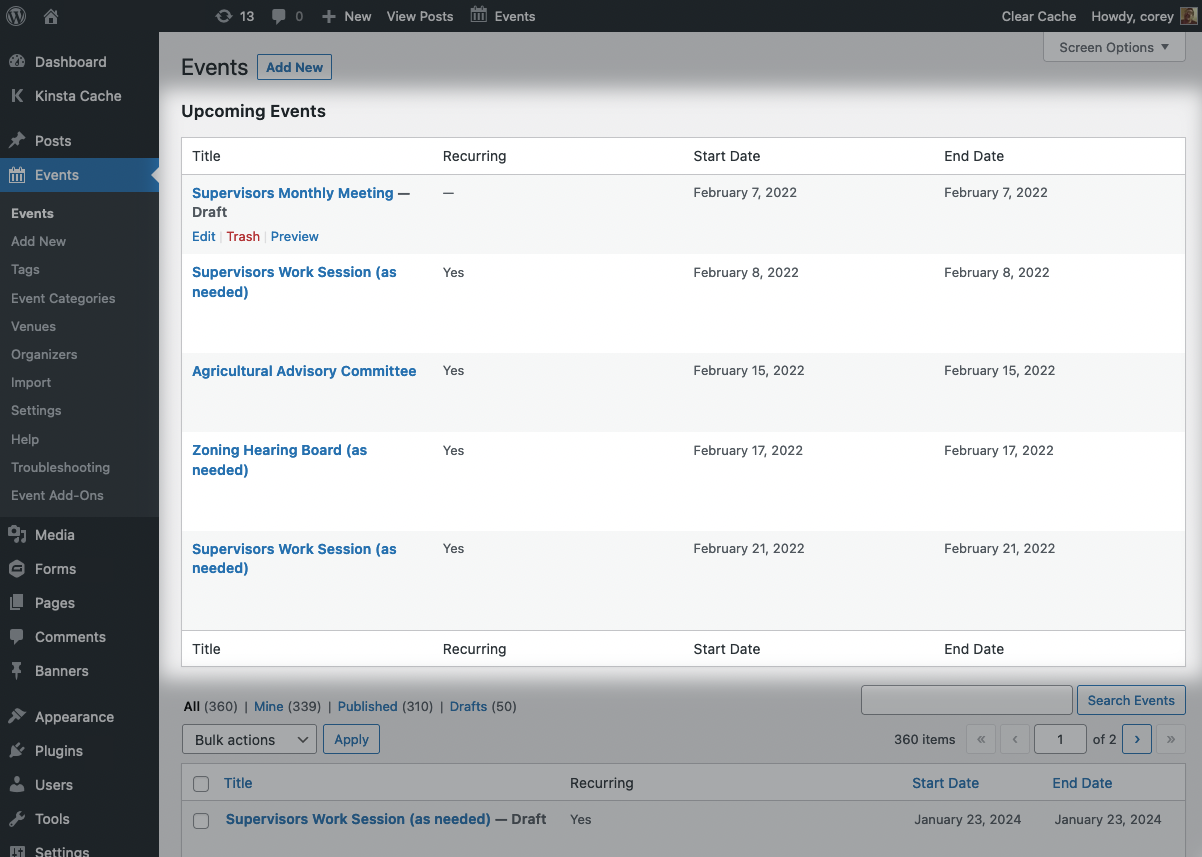 13
0
New
View Posts
Events
Clear Cache
Howdy, corey
Dashboard
Kinsta Cache
Posts
Events
Events
Add New
Tags
Event Categories
Venues
Organizers
Import
Settings
Help
Troubleshooting
Event Add-Ons
Media
Forms
Pages
Comments
Banners
Appearance
Plugins
Users
Tools
Settings
Screen Options
Events Add New
Upcoming Events
Title Recurring Start Date End Date
Supervisors Monthly Meeting — — February 7, 2022 February 7, 2022
Draft
Edit | Trash | Preview
Supervisors Work Session (as Yes February 8, 2022 February 8, 2022
needed)
Agricultural Advisory Committee Yes February 15, 2022 February 15, 2022
Zoning Hearing Board (as Yes February 17, 2022 February 17, 2022
needed)
Supervisors Work Session (as Yes February 21, 2022 February 21, 2022
needed)
Title Recurring Start Date End Date
All (360) | Mine (339) | Published (310) | Drafts (50)
Search Events
Bulk actions Apply
360 items « ‹ 1 of 2 › »
Title Recurring Start Date End Date
Supervisors Work Session (as needed) — Draft Yes January 23, 2024 January 23, 2024